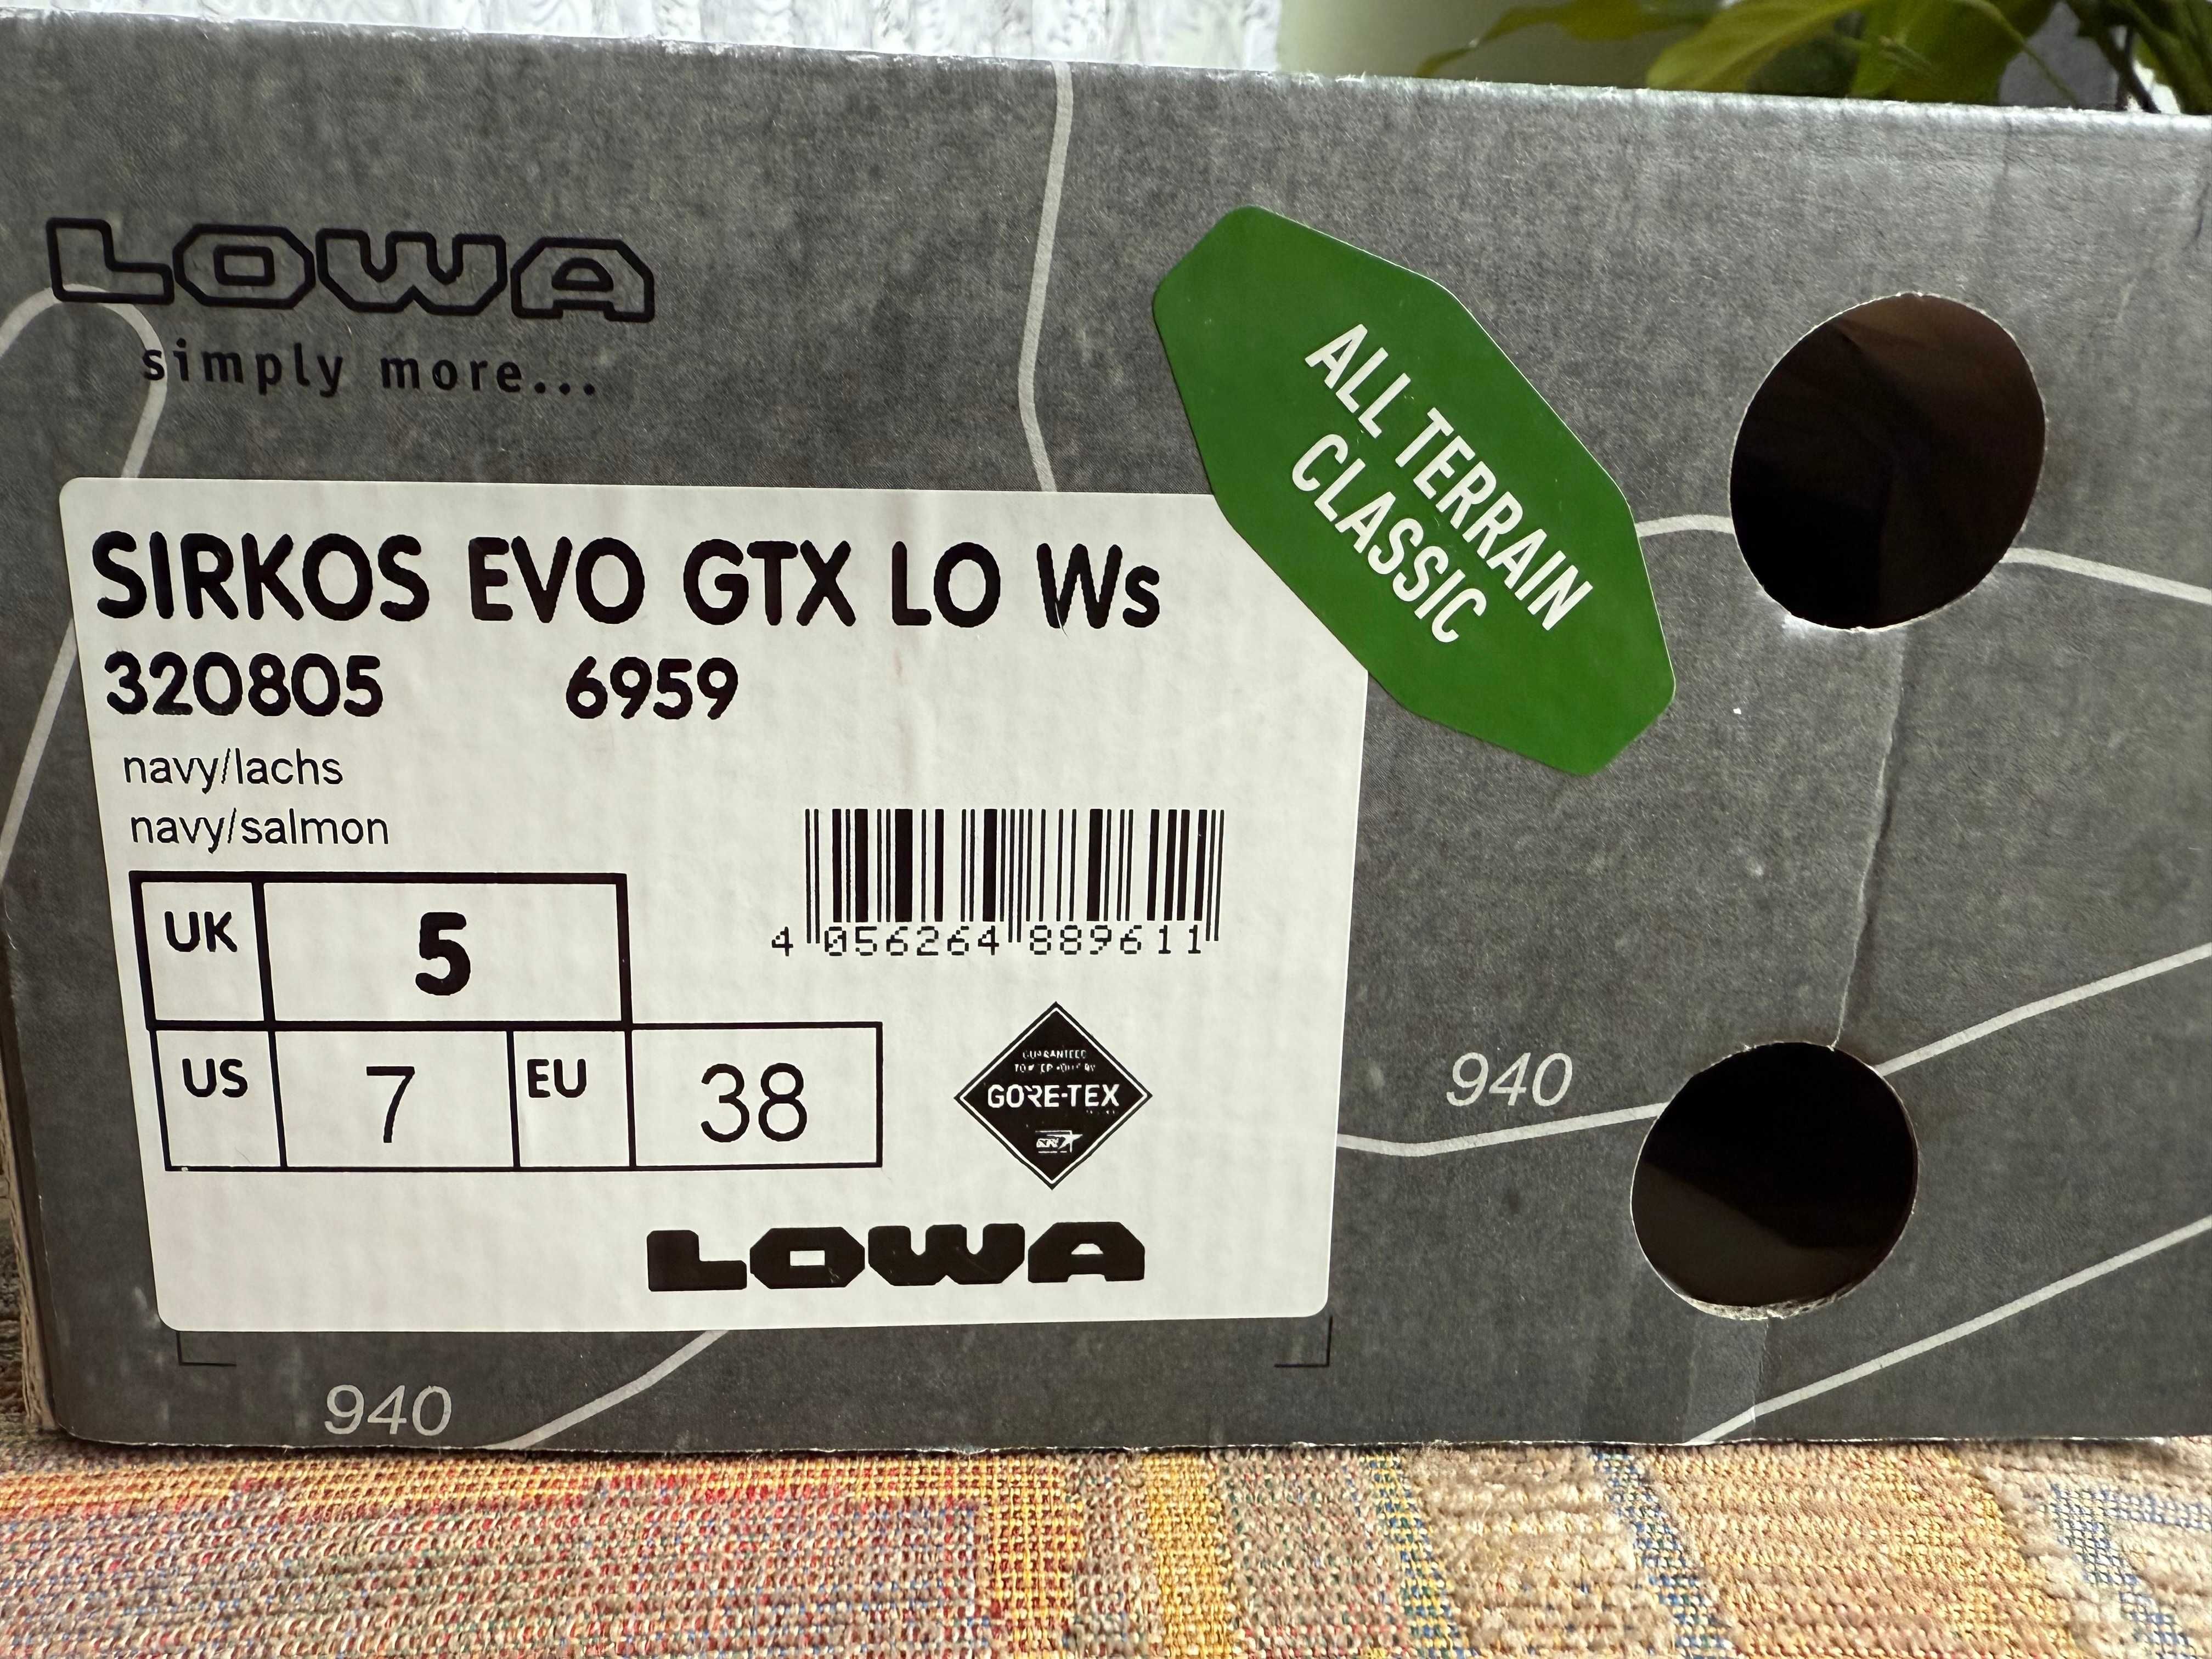 LOWA
simply more...
ALL TERRAIN
CLASSIC
SIRKOS EVO GTX LO Ws
320805 6959
navy/lachs
navy/salmon
4 056264 889611
UK 5
US 7 EU 38
GUARANTEED
GORE-TEX
LOWA
940
940